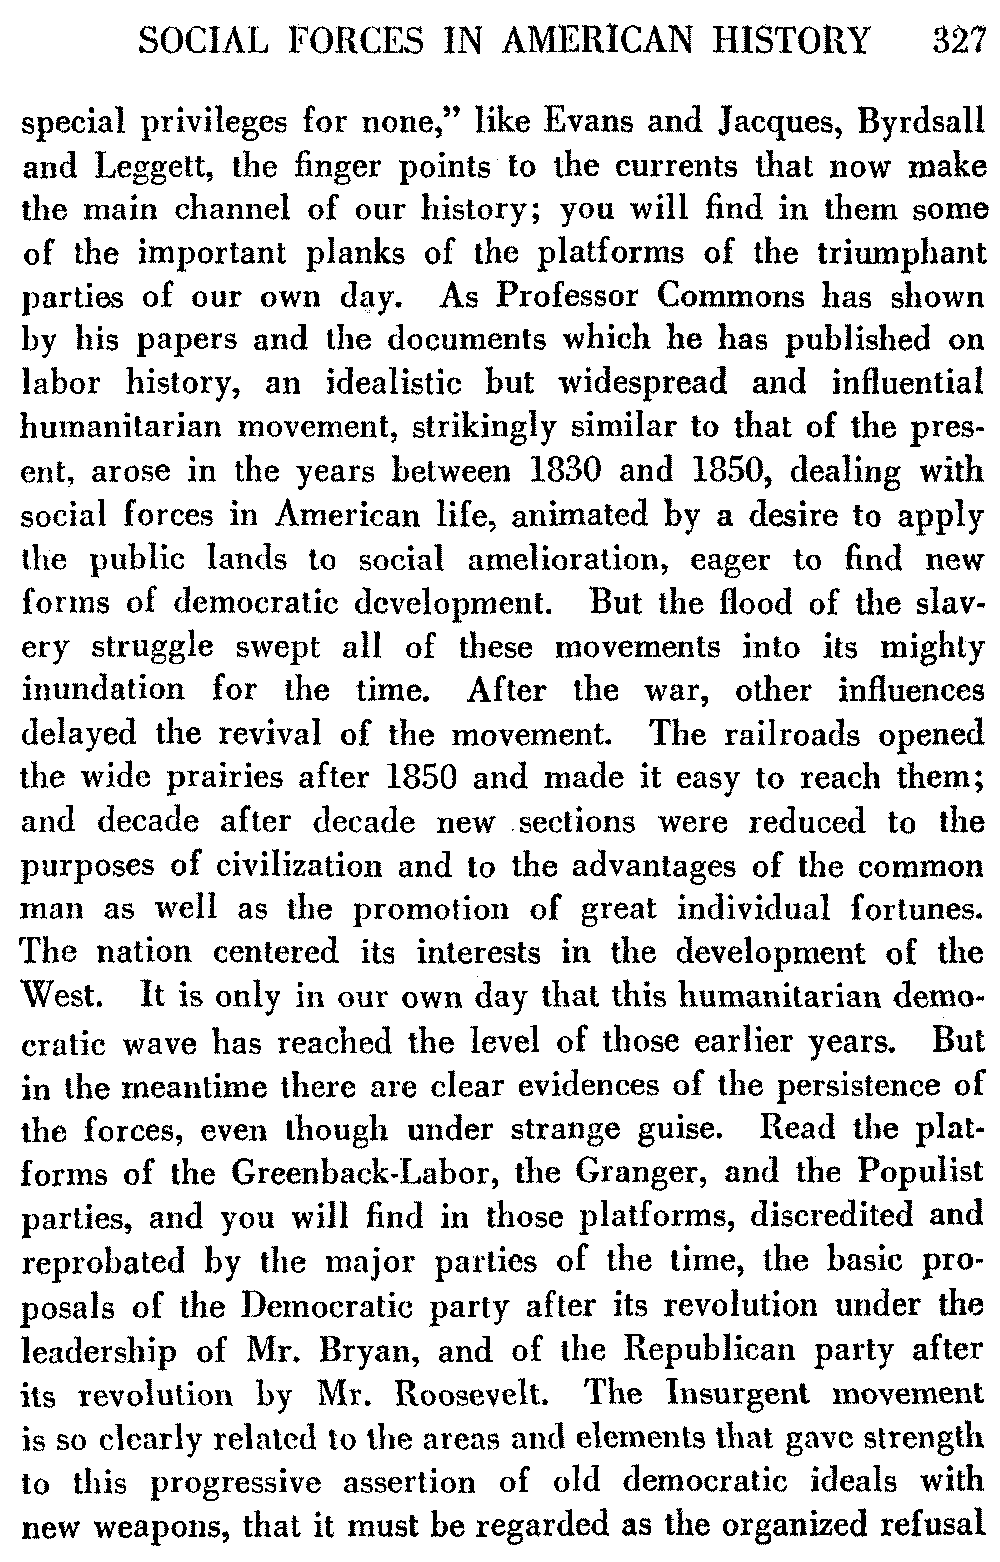 SOCIAL FORCES IN AMERICAN HISTORY 327
special privileges for none,” like Evans and Jacques, Byrdsall
and Leggett, the finger points to the currents that now make
the main channel of our history; you will find in them some
of the important planks of the platforms of the triumphant
parties of our own day. As Professor Commons has shown
by his papers and the documents which he has published on
labor history, an idealistic but widespread and influential
humanitarian movement, strikingly similar to that of the pres-
ent, arose in the years between 1830 and 1850, dealing with
social forces in American life, animated by a desire to apply
the public lands to social amelioration, eager to find new
forms of democratic development. But the flood of the slav-
ery struggle swept all of these movements into its mighty
inundation for the time. After the war, other influences
delayed the revival of the movement. The railroads opened
the wide prairies after 1850 and made it easy to reach them;
and decade after decade new sections were reduced to the
purposes of civilization and to the advantages of the common
man as well as the promotion of great individual fortunes.
The nation centered its interests in the development of the
West. It is only in our own day that this humanitarian demo-
cratic wave has reached the level of those earlier years. But
in the meantime there are clear evidences of the persistence of
the forces, even though under strange guise. Read the plat-
forms of the Greenback-Labor, the Granger, and the Populist
parties, and you will find in those platforms, discredited and
reprobated by the major parties of the time, the basic pro-
posals of the Democratic party after its revolution under the
leadership of Mr. Bryan, and of the Republican party after
its revolution by Mr. Roosevelt. The Insurgent movement
is so clearly related to the areas and elements that gave strength
to this progressive assertion of old democratic ideals with
new weapons, that it must be regarded as the organized refusal